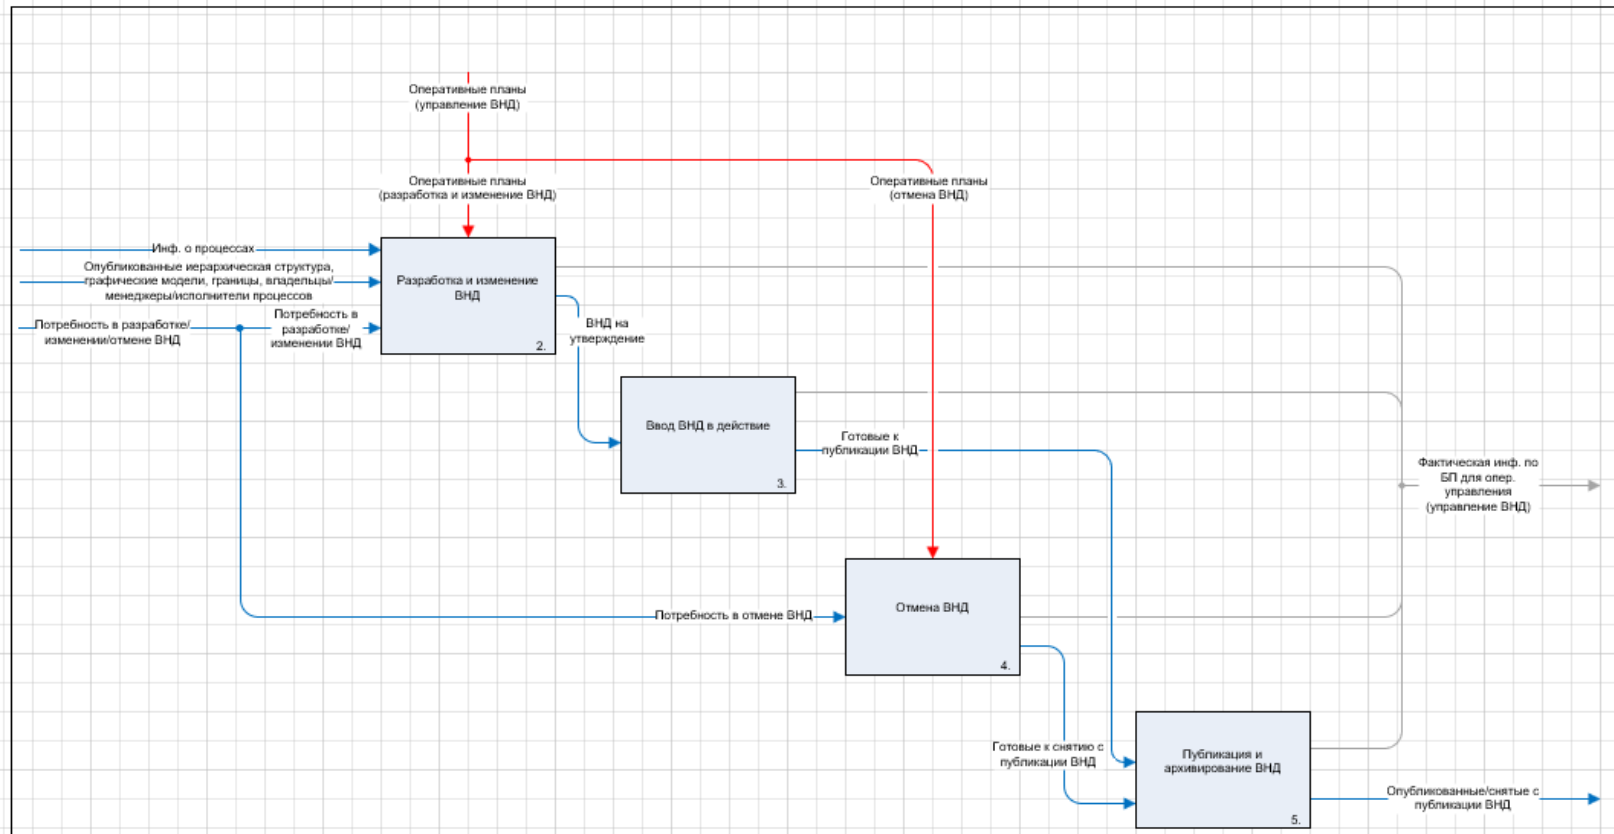 Оперативные планы
(управление ВНД)
Оперативные планы
(разработка и изменение ВНД)
Оперативные планы
(отмена ВНД)
Инф. о процессах
Опубликованные иерархическая структура,
графические модели, границы, владельцы/
менеджеры/исполнители процессов
Потребность в разработке/
изменении/отмене ВНД
Потребность в
разработке/
изменении ВНД
Разработка и изменение
ВНД
2.
ВНД на
утверждение
Ввод ВНД в действие
3.
Готовые к
публикации ВНД
Фактическая инф. по
БП для опер.
управления
(управление ВНД)
Потребность в отмене ВНД
Отмена ВНД
4.
Готовые к снятию с
публикации ВНД
Публикация и
архивирование ВНД
5.
Опубликованные/снятые с
публикации ВНД